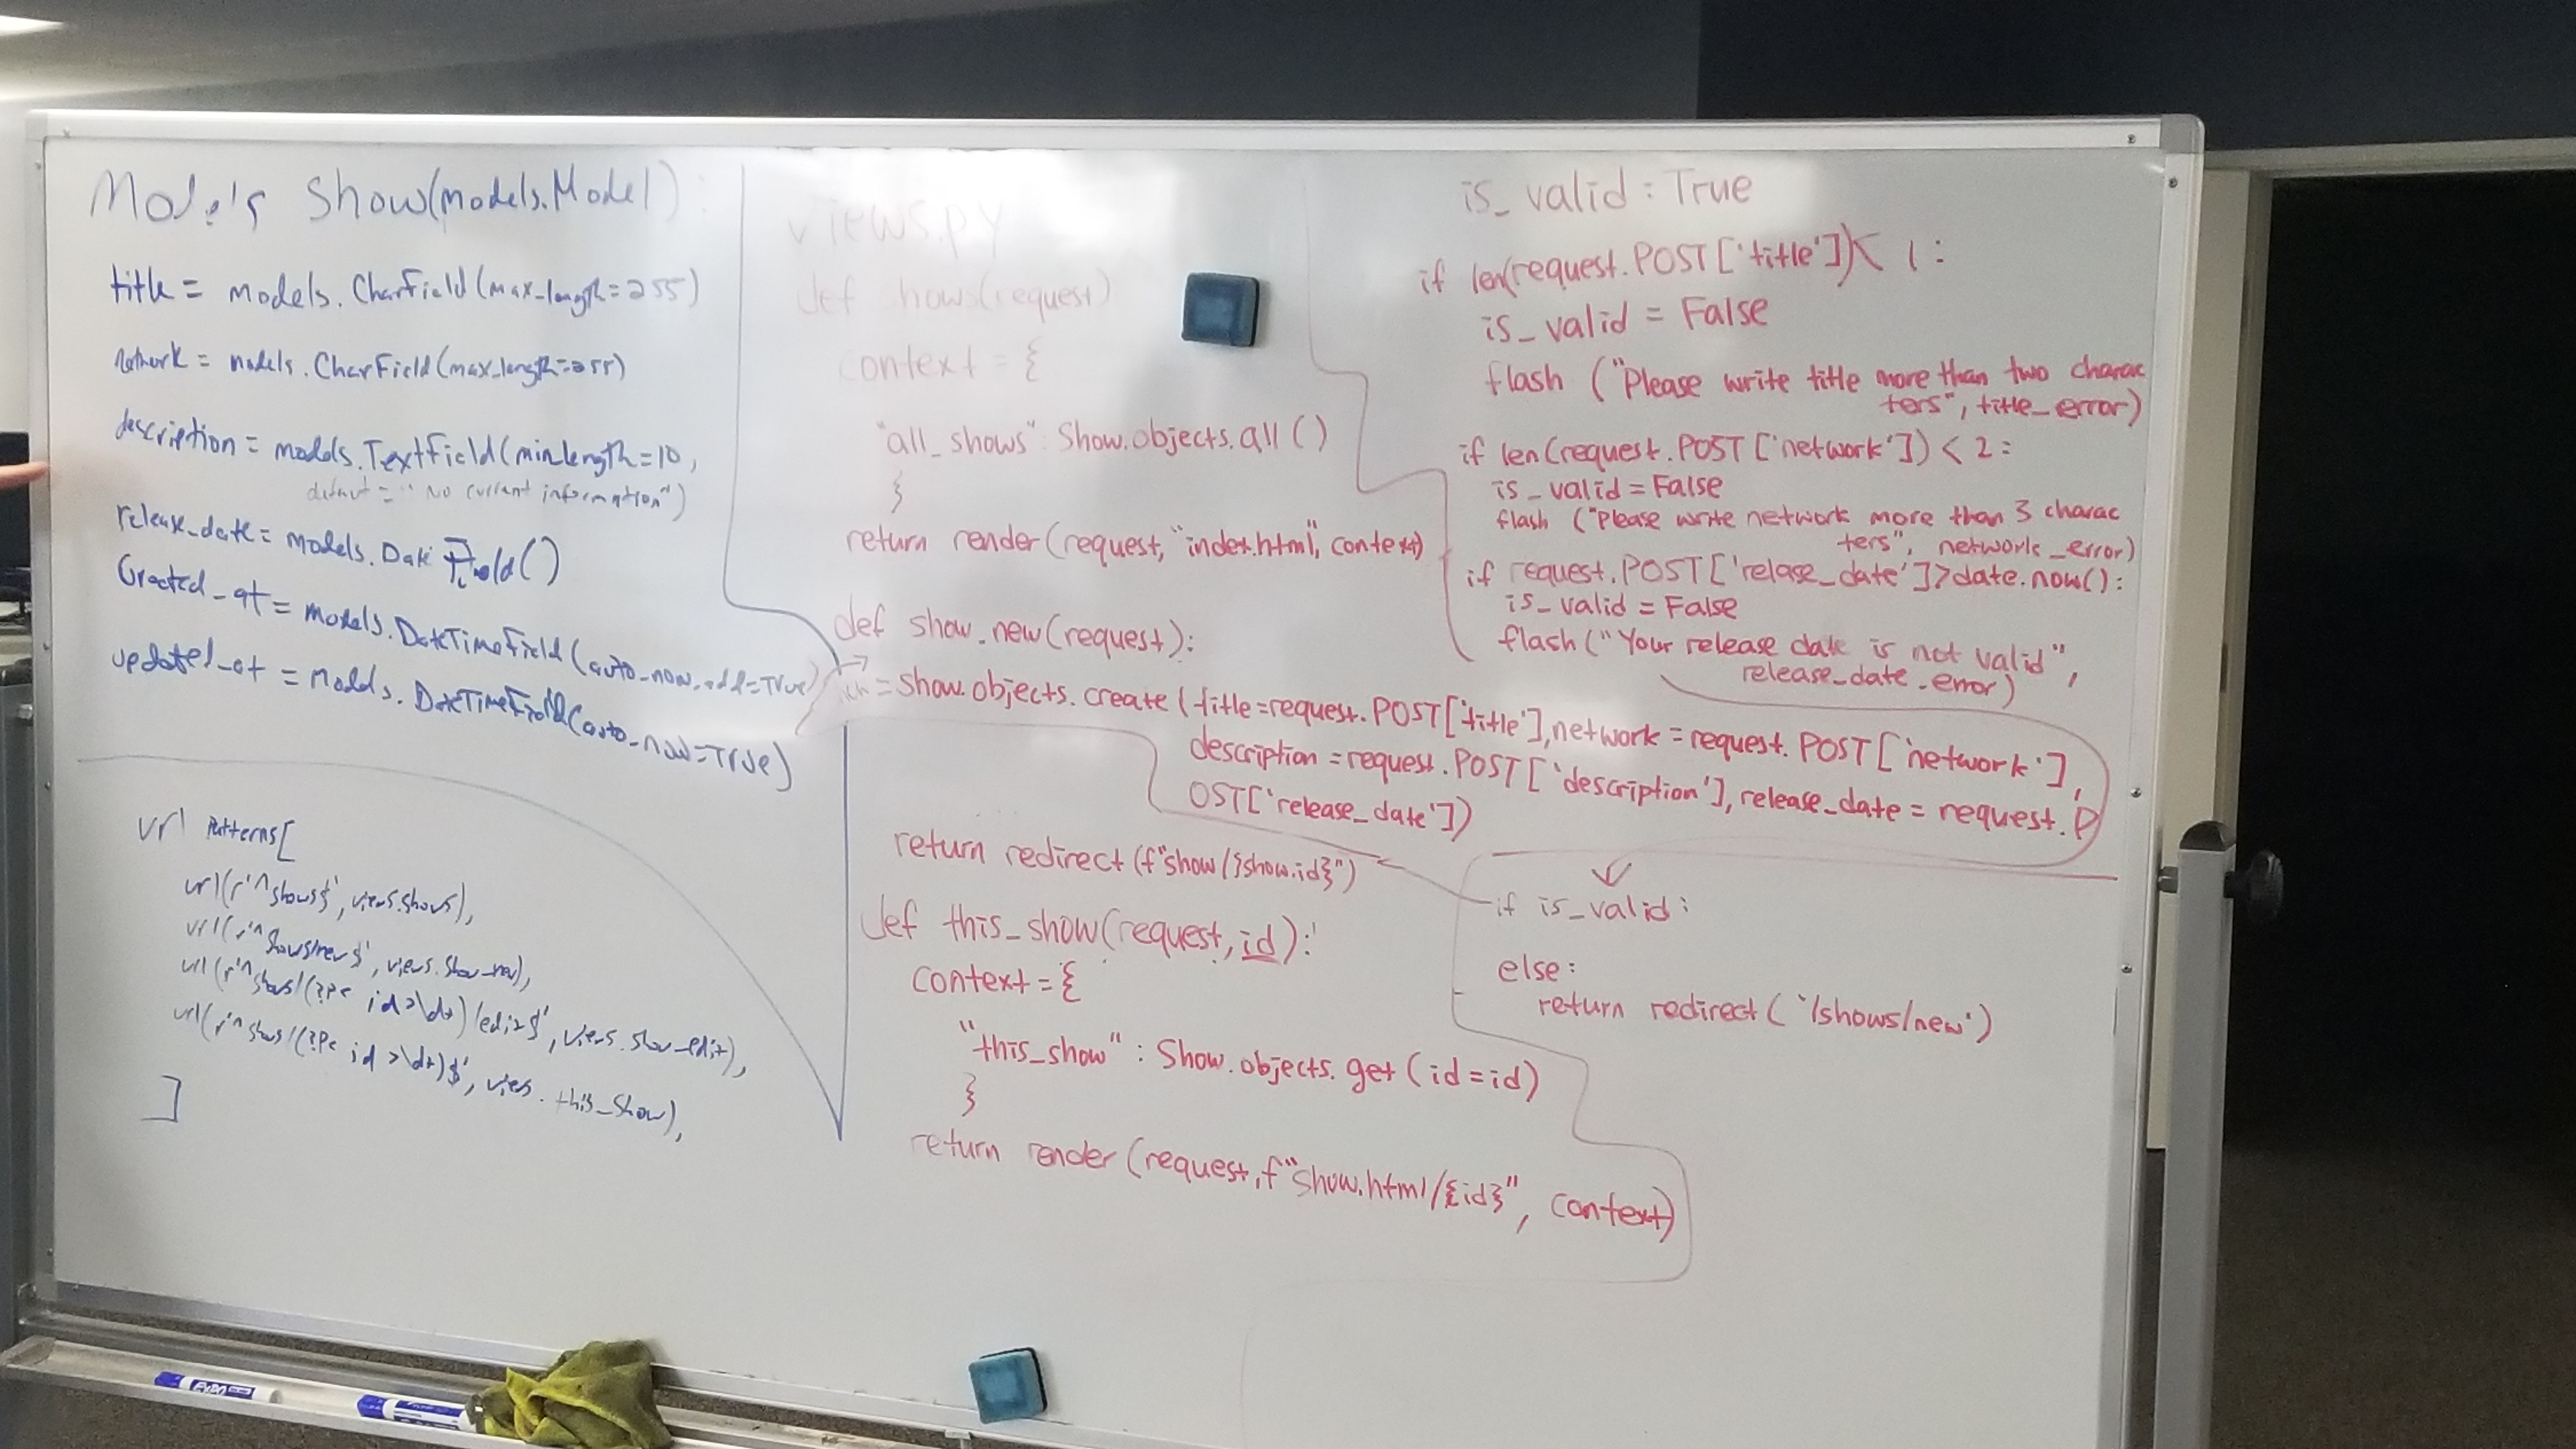 Models Show(models.Model):
title = models.CharField(max_length=255)
network = models.CharField(max_length=255)
description = models.TextField(min_length=10,
default = "No current information")
release_date = models.DateField()
Created_at = models.DateTimeField(auto_now_add=True)
updated_at = models.DateTimeField(auto_now=True)
url Patterns[
url(r'^shows$', views.shows),
url(r'^shows/new$', views.show_new),
url(r'^shows/(?P< id >\d+)/edit$', views.show_edit),
url(r'^shows/(?P< id >\d+)$', views.this_show),
]
views.py
def shows(request)
context = {
"all_shows": Show.objects.all()
}
return render(request, "index.html", context)
def show_new(request):
= Show.objects.create(title=request.POST['title'], network=request.POST['network'],
description=request.POST['description'], release_date = request.P
OST['release_date'])
return redirect(f"show/}show.id}")
def this_show(request, id):
context = {
"this_show" : Show.objects.get(id=id)
}
return render(request, f"show.html/{id}", context)
is_valid : True
if len(request.POST['title']) < 1:
is_valid = False
flash ("Please write title more than two charac
ters", title_error)
if len(request.POST['network']) < 2:
is_valid = False
flash ("Please write network more than 3 charac
ters", network_error)
if request.POST['relase_date']>date.now():
is_valid = False
flash("Your release date is not valid",
release_date_error)
if is_valid:
else:
return redirect('/shows/new')
EXPO